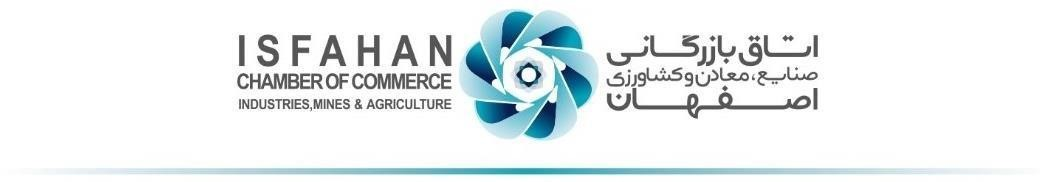 ISFAHAN
CHAMBER OF COMMERCE
INDUSTRIES,MINES & AGRICULTURE
اتاق بازرگانی
صنایع، معادن و کشاورزی
اصفهان